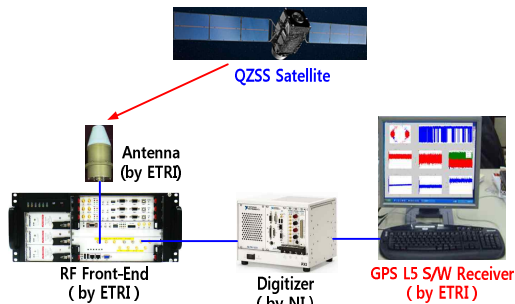 QZSS Satellite
Antenna
(by ETRI)
RF Front-End
( by ETRI )
Digitizer
( by NI )
GPS L5 S/W Receiver
( by ETRI )